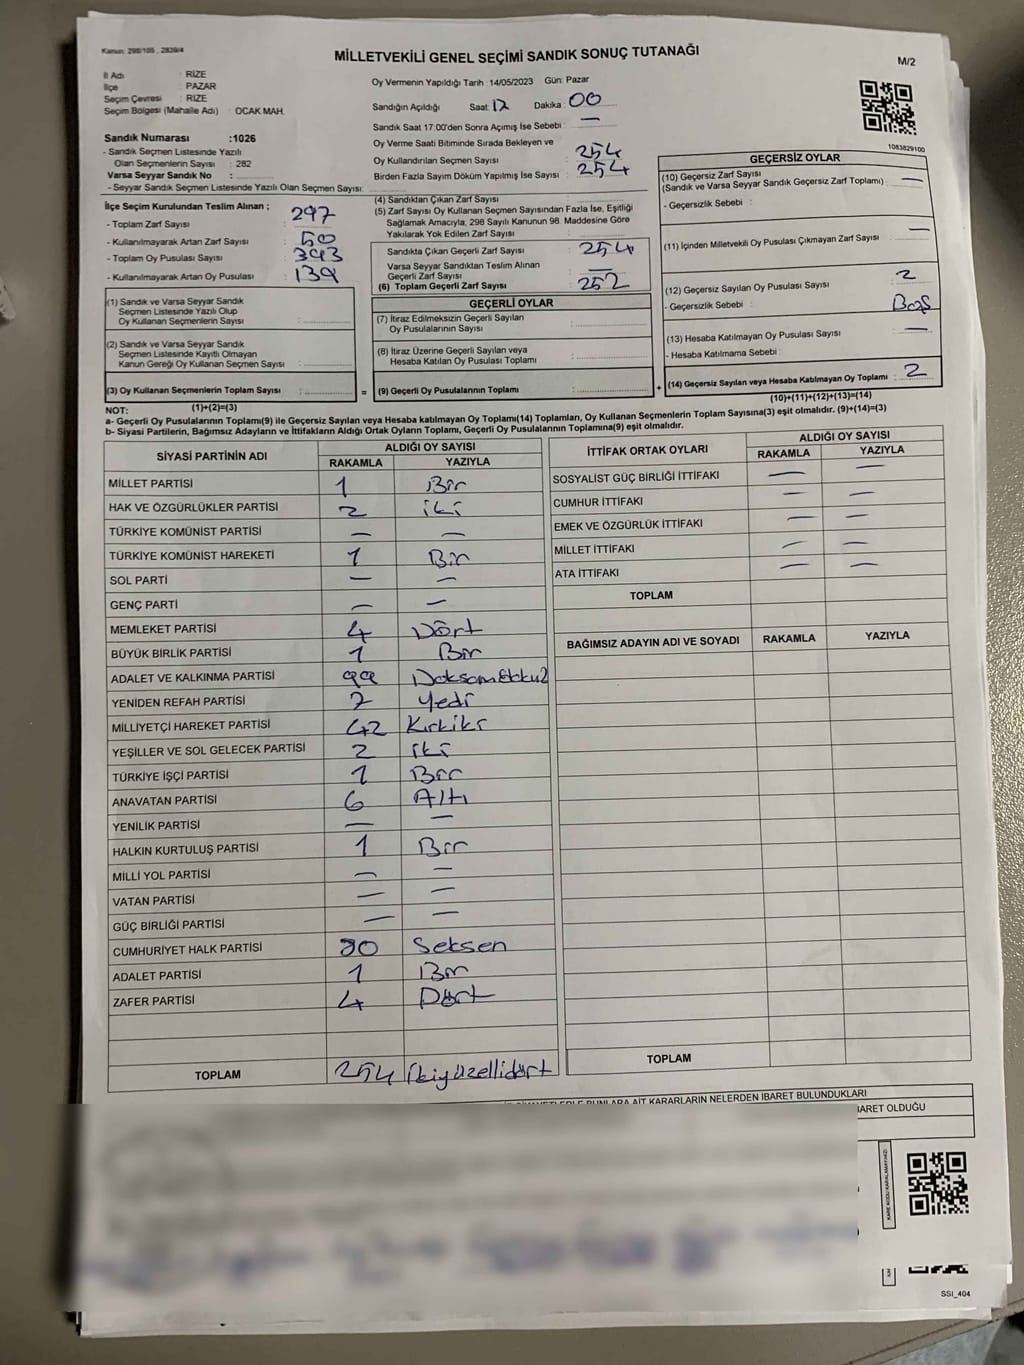 Kanun: 298/105, 2839/4
MİLLETVEKİLİ GENEL SEÇİMİ SANDIK SONUÇ TUTANAĞI
M/2
İl Adı : RİZE
İlçe : PAZAR
Seçim Çevresi : RİZE
Seçim Bölgesi (Mahalle Adı) : OCAK MAH.
Oy Vermenin Yapıldığı Tarih : 14/05/2023 Gün: Pazar
Sandığın Açıldığı Saat: 17 Dakika : 00
Sandık Saat 17:00'den Sonra Açımış İse Sebebi : —
Oy Verme Saati Bitiminde Sırada Bekleyen ve
Oy Kullandırılan Seçmen Sayısı : 254
Birden Fazla Sayım Döküm Yapılmış İse Sayısı : 254
Sandık Numarası :1026
- Sandık Seçmen Listesinde Yazılı
Olan Seçmenlerin Sayısı : 282
Varsa Seyyar Sandık No :
- Seyyar Sandık Seçmen Listesinde Yazılı Olan Seçmen Sayısı:
İlçe Seçim Kurulundan Teslim Alınan ;
- Toplam Zarf Sayısı : 297
- Kullanılmayarak Artan Zarf Sayısı : 50
- Toplam Oy Pusulası Sayısı : 393
- Kullanılmayarak Artan Oy Pusulası : 139
(4) Sandıktan Çıkan Zarf Sayısı :
(5) Zarf Sayısı Oy Kullanan Seçmen Sayısından Fazla İse, Eşitliği
Sağlamak Amacıyla, 298 Sayılı Kanunun 98. Maddesine Göre
Yakılarak Yok Edilen Zarf Sayısı :
Sandıkta Çıkan Geçerli Zarf Sayısı : 254
Varsa Seyyar Sandıktan Teslim Alınan
Geçerli Zarf Sayısı : —
(6) Toplam Geçerli Zarf Sayısı : 252
1083829100
GEÇERSİZ OYLAR
(10) Geçersiz Zarf Sayısı
(Sandık ve Varsa Seyyar Sandık Geçersiz Zarf Toplamı) : —
- Geçersizlik Sebebi :
(11) İçinden Milletvekili Oy Pusulası Çıkmayan Zarf Sayısı : —
(12) Geçersiz Sayılan Oy Pusulası Sayısı : 2
- Geçersizlik Sebebi : Boş
(13) Hesaba Katılmayan Oy Pusulası Sayısı : —
- Hesaba Katılmama Sebebi :
(14) Geçersiz Sayılan veya Hesaba Katılmayan Oy Toplamı : 2
(10)+(11)+(12)+(13)=(14)
(1) Sandık ve Varsa Seyyar Sandık
Seçmen Listesinde Yazılı Olup
Oy Kullanan Seçmenlerin Sayısı :
(2) Sandık ve Varsa Seyyar Sandık
Seçmen Listesinde Kayıtlı Olmayan
Kanun Gereği Oy Kullanan Seçmen Sayısı :
(3) Oy Kullanan Seçmenlerin Toplam Sayısı : =
(1)+(2)=(3)
GEÇERLİ OYLAR
(7) İtiraz Edilmeksizin Geçerli Sayılan
Oy Pusulalarının Sayısı :
(8) İtiraz Üzerine Geçerli Sayılan veya
Hesaba Katılan Oy Pusulası Toplamı :
(9) Geçerli Oy Pusulalarının Toplamı : +
NOT:
a- Geçerli Oy Pusulalarının Toplamı(9) ile Geçersiz Sayılan veya Hesaba katılmayan Oy Toplamı(14) Toplamları, Oy Kullanan Seçmenlerin Toplam Sayısına(3) eşit olmalıdır. (9)+(14)=(3)
b- Siyasi Partilerin, Bağımsız Adayların ve İttifakların Aldığı Ortak Oyların Toplamı, Geçerli Oy Pusulalarının Toplamına(9) eşit olmalıdır.
SİYASİ PARTİNİN ADI
ALDIĞI OY SAYISI
RAKAMLA YAZIYLA
MİLLET PARTİSİ 1 Bir
HAK VE ÖZGÜRLÜKLER PARTİSİ 2 iki
TÜRKİYE KOMÜNİST PARTİSİ — —
TÜRKİYE KOMÜNİST HAREKETİ 1 Bir
SOL PARTİ — —
GENÇ PARTİ — —
MEMLEKET PARTİSİ 4 Dört
BÜYÜK BİRLİK PARTİSİ 1 Bir
ADALET VE KALKINMA PARTİSİ 99 Doksandokuz
YENİDEN REFAH PARTİSİ 7 Yedi
MİLLİYETÇİ HAREKET PARTİSİ 42 Kırkiki
YEŞİLLER VE SOL GELECEK PARTİSİ 2 iki
TÜRKİYE İŞÇİ PARTİSİ 1 Bir
ANAVATAN PARTİSİ 6 Altı
YENİLİK PARTİSİ — —
HALKIN KURTULUŞ PARTİSİ 1 Bir
MİLLİ YOL PARTİSİ — —
VATAN PARTİSİ — —
GÜÇ BİRLİĞİ PARTİSİ — —
CUMHURİYET HALK PARTİSİ 80 Seksen
ADALET PARTİSİ 1 Bir
ZAFER PARTİSİ 4 Dört
TOPLAM 254 ikiyüzellidört
İTTİFAK ORTAK OYLARI
ALDIĞI OY SAYISI
RAKAMLA YAZIYLA
SOSYALİST GÜÇ BİRLİĞİ İTTİFAKI — —
CUMHUR İTTİFAKI — —
EMEK VE ÖZGÜRLÜK İTTİFAKI — —
MİLLET İTTİFAKI — —
ATA İTTİFAKI — —
TOPLAM
BAĞIMSIZ ADAYIN ADI VE SOYADI RAKAMLA YAZIYLA
TOPLAM
BUNLARA AİT KARARLARIN NELERDEN İBARET BULUNDUKLARI
İBARET OLDUĞU
SSI_404